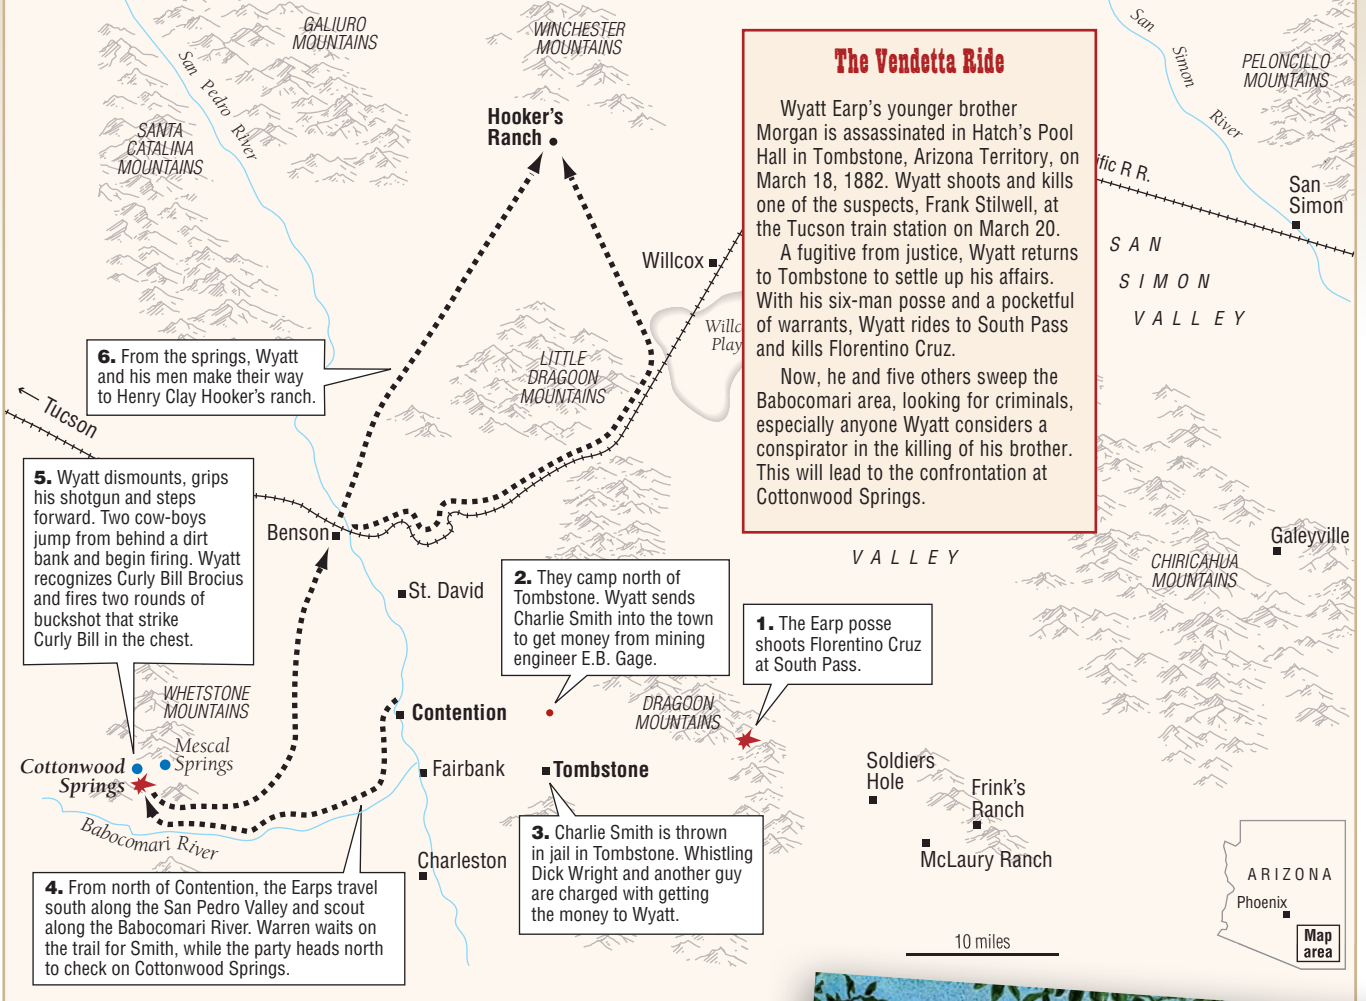 GALIURO
MOUNTAINS
WINCHESTER
MOUNTAINS
San
Simon
River
PELONCILLO
MOUNTAINS
San Pedro River
SANTA
CATALINA
MOUNTAINS
Hooker's
Ranch
The Vendetta Ride
Wyatt Earp's younger brother
Morgan is assassinated in Hatch's Pool
Hall in Tombstone, Arizona Territory, on
March 18, 1882. Wyatt shoots and kills
one of the suspects, Frank Stilwell, at
the Tucson train station on March 20.
A fugitive from justice, Wyatt returns
to Tombstone to settle up his affairs.
With his six-man posse and a pocketful
of warrants, Wyatt rides to South Pass
and kills Florentino Cruz.
Now, he and five others sweep the
Babocomari area, looking for criminals,
especially anyone Wyatt considers a
conspirator in the killing of his brother.
This will lead to the confrontation at
Cottonwood Springs.
ific R R.
San
Simon
SAN
SIMON
VALLEY
Willcox
Willc
Play
LITTLE
DRAGOON
MOUNTAINS
6. From the springs, Wyatt
and his men make their way
to Henry Clay Hooker's ranch.
Tucson
5. Wyatt dismounts, grips
his shotgun and steps
forward. Two cow-boys
jump from behind a dirt
bank and begin firing. Wyatt
recognizes Curly Bill Brocius
and fires two rounds of
buckshot that strike
Curly Bill in the chest.
Benson
St. David
VALLEY
Galeyville
CHIRICAHUA
MOUNTAINS
2. They camp north of
Tombstone. Wyatt sends
Charlie Smith into the town
to get money from mining
engineer E.B. Gage.
1. The Earp posse
shoots Florentino Cruz
at South Pass.
WHETSTONE
MOUNTAINS
Contention
DRAGOON
MOUNTAINS
Mescal
Springs
Cottonwood
Springs
Fairbank
Tombstone
Soldiers
Hole
Frink's
Ranch
Babocomari River
Charleston
McLaury Ranch
3. Charlie Smith is thrown
in jail in Tombstone. Whistling
Dick Wright and another guy
are charged with getting
the money to Wyatt.
4. From north of Contention, the Earps travel
south along the San Pedro Valley and scout
along the Babocomari River. Warren waits on
the trail for Smith, while the party heads north
to check on Cottonwood Springs.
10 miles
ARIZONA
Phoenix
Map
area